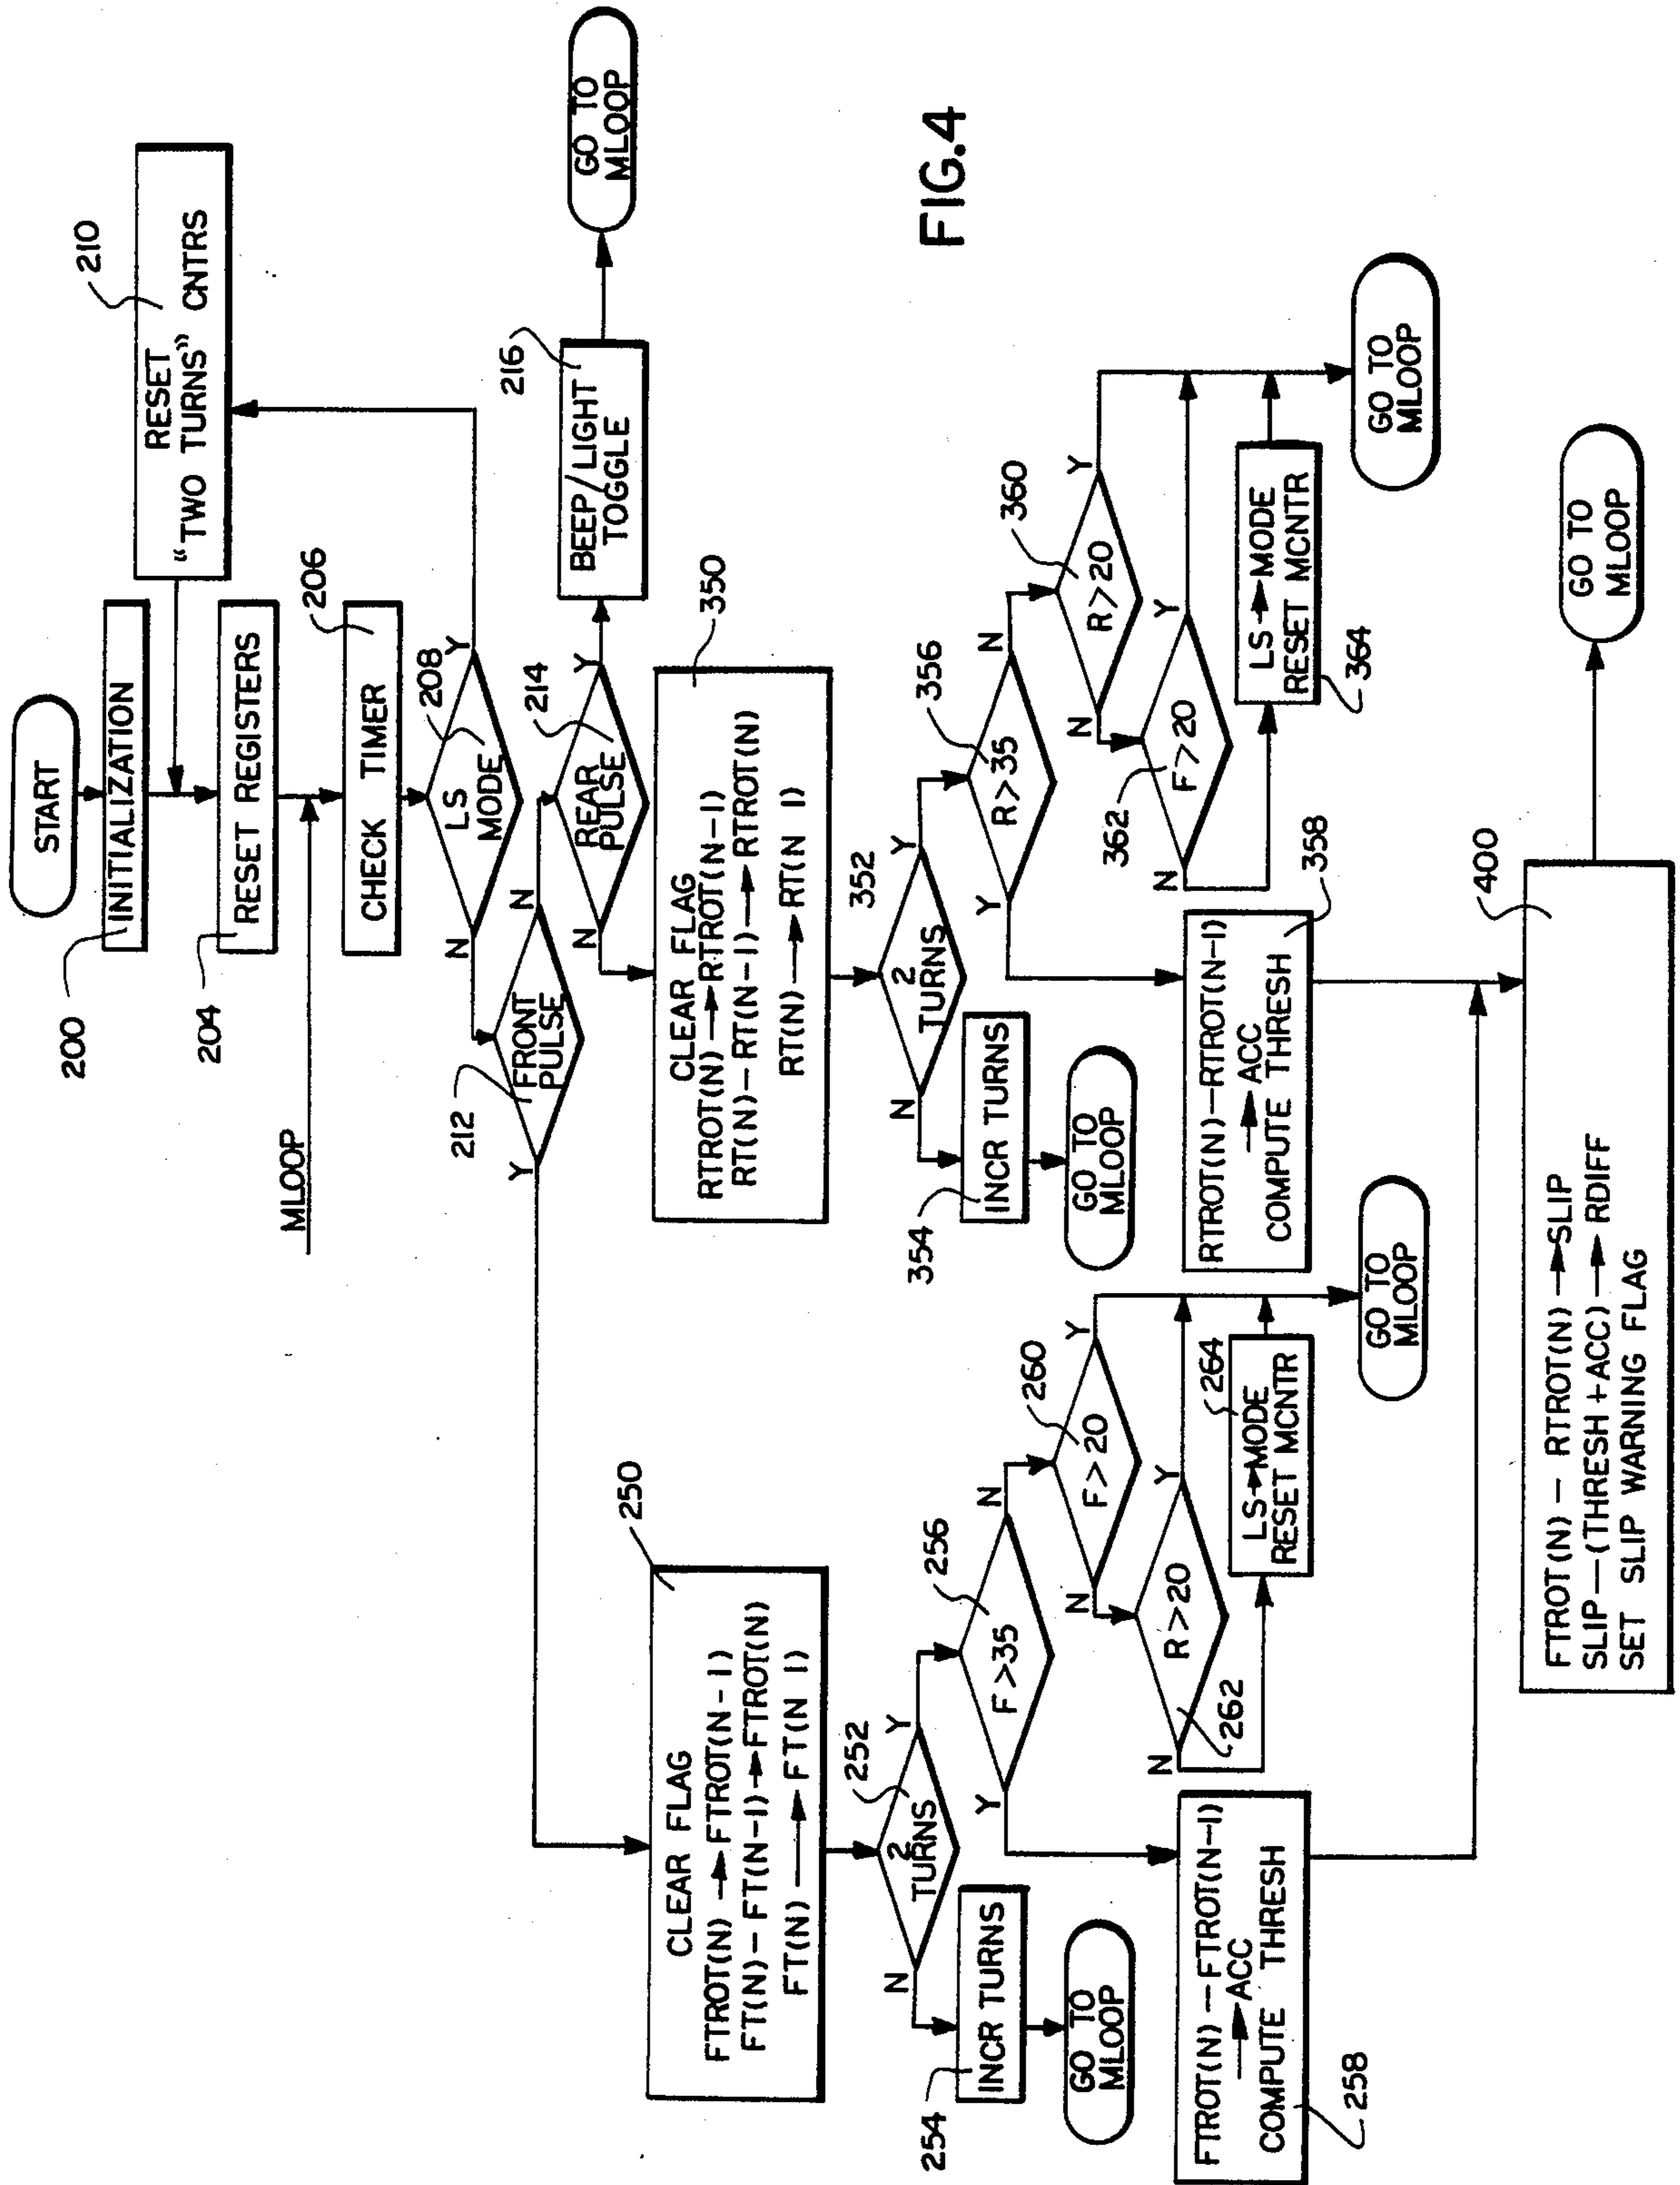 START
INITIALIZATION
200
RESET
"TWO TURNS" CNTRS
210
RESET REGISTERS
204
MLOOP
CHECK TIMER
206
LS
MODE
208
Y
N
FRONT
PULSE
212
Y
N
REAR
PULSE
214
Y
N
BEEP/LIGHT
TOGGLE
216
GO TO
MLOOP
250
CLEAR FLAG
FTROT(N)→FTROT(N-1)
FT(N)-FT(N-1)→FTROT(N)
FT(N)→FT(N 1)
350
CLEAR FLAG
RTROT(N)→RTROT(N-1)
RT(N)-RT(N-1)→RTROT(N)
RT(N)→RT(N 1)
2
TURNS
252
N
Y
INCR TURNS
254
GO TO
MLOOP
F>35
256
Y
N
F>20
260
N
Y
R>20
262
N
Y
LS→MODE
RESET MCNTR
264
GO TO
MLOOP
FTROT(N)-FTROT(N-1)
→ACC
COMPUTE THRESH
258
2
TURNS
352
N
Y
INCR TURNS
354
GO TO
MLOOP
R>35
356
Y
N
R>20
360
N
Y
F>20
362
N
Y
LS→MODE
RESET MCNTR
364
GO TO
MLOOP
RTROT(N)-RTROT(N-1)
→ACC
COMPUTE THRESH
358
400
FTROT(N)-RTROT(N)→SLIP
SLIP-(THRESH+ACC)→RDIFF
SET SLIP WARNING FLAG
GO TO
MLOOP
FIG.4